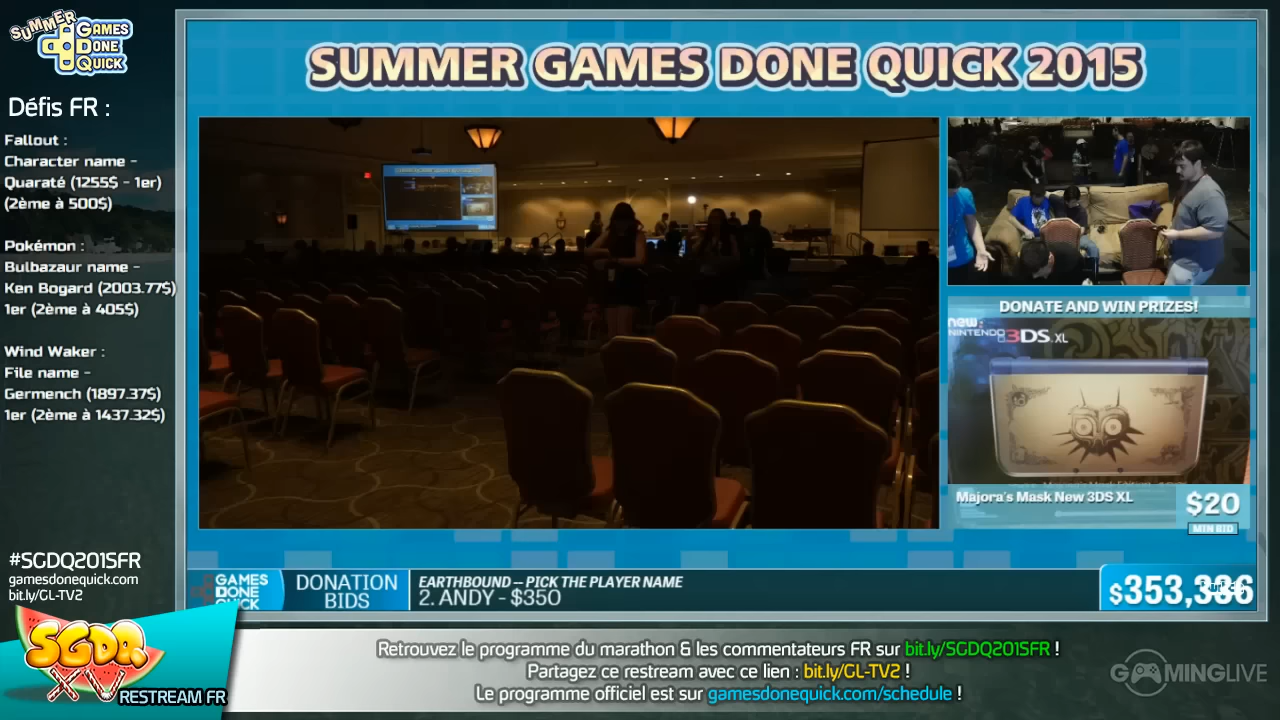 SUMMER
GAMES
DONE
QUICK
Défis FR :
Fallout :
Character name -
Quaraté (1255$ - 1er)
(2ème à 500$)
Pokémon :
Bulbazaur name -
Ken Bogard (2003.77$)
1er (2ème à 405$)
Wind Waker :
File name -
Germench (1897.37$)
1er (2ème à 1437.32$)
#SGDQ2015FR
gamesdonequick.com
bit.ly/GL-TV2
SGDQ
XV
RESTREAM FR
SUMMER GAMES DONE QUICK 2015
DONATE AND WIN PRIZES!
new
NINTENDO 3DS XL
Majora's Mask New 3DS XL
$20
MIN BID
GAMES
DONE
QUICK
DONATION
BIDS
EARTHBOUND – PICK THE PLAYER NAME
2. ANDY - $350
$353,336
Retrouvez le programme du marathon & les commentateurs FR sur bit.ly/SGDQ2015FR !
Partagez ce restream avec ce lien : bit.ly/GL-TV2 !
Le programme officiel est sur gamesdonequick.com/schedule !
GAMINGLIVE